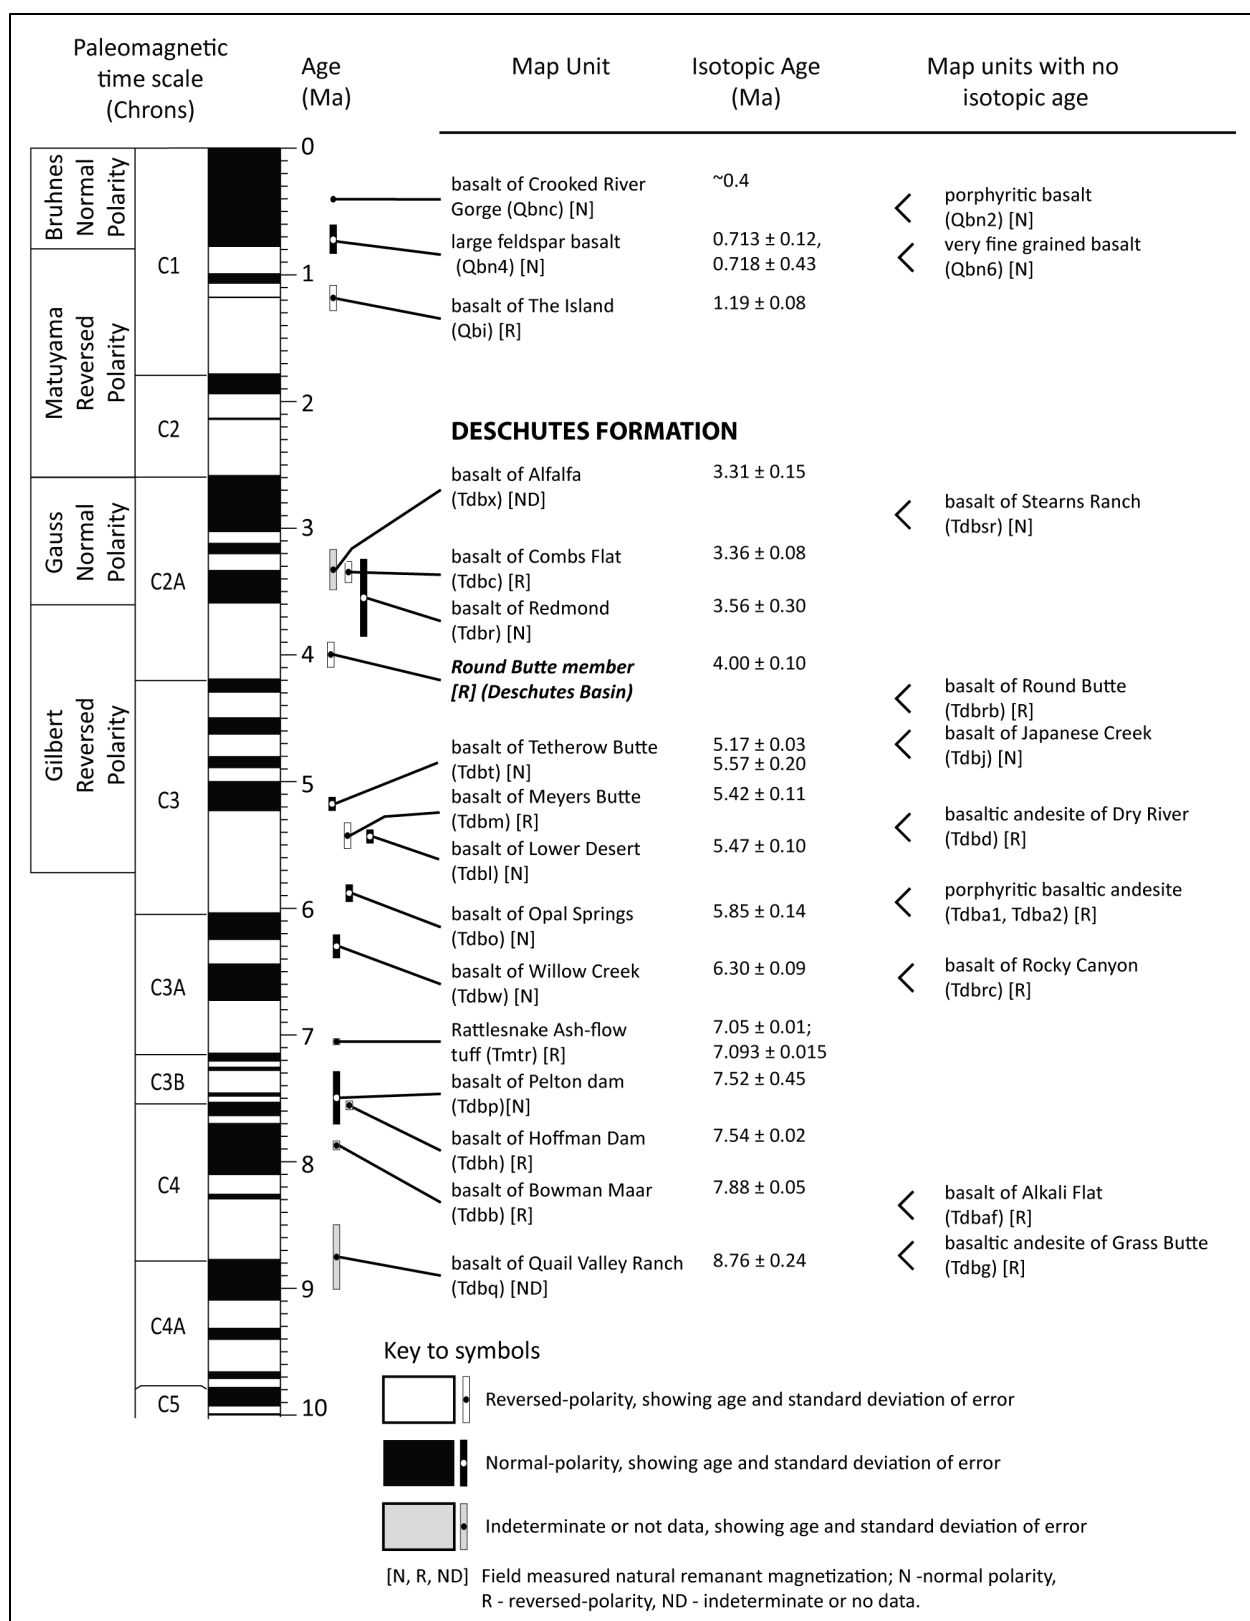 Paleomagnetic
time scale
(Chrons)
Age
(Ma)
Map Unit
Isotopic Age
(Ma)
Map units with no
isotopic age
Bruhnes
Normal
Polarity
Matuyama
Reversed
Polarity
Gauss
Normal
Polarity
Gilbert
Reversed
Polarity
C1
C2
C2A
C3
C3A
C3B
C4
C4A
C5
0
1
2
3
4
5
6
7
8
9
10
basalt of Crooked River
Gorge (Qbnc) [N]
~0.4
large feldspar basalt
(Qbn4) [N]
0.713 ± 0.12,
0.718 ± 0.43
basalt of The Island
(Qbi) [R]
1.19 ± 0.08
porphyritic basalt
(Qbn2) [N]
very fine grained basalt
(Qbn6) [N]
DESCHUTES FORMATION
basalt of Alfalfa
(Tdbx) [ND]
3.31 ± 0.15
basalt of Combs Flat
(Tdbc) [R]
3.36 ± 0.08
basalt of Redmond
(Tdbr) [N]
3.56 ± 0.30
Round Butte member
[R] (Deschutes Basin)
4.00 ± 0.10
basalt of Tetherow Butte
(Tdbt) [N]
5.17 ± 0.03
5.57 ± 0.20
basalt of Meyers Butte
(Tdbm) [R]
5.42 ± 0.11
basalt of Lower Desert
(Tdbl) [N]
5.47 ± 0.10
basalt of Opal Springs
(Tdbo) [N]
5.85 ± 0.14
basalt of Willow Creek
(Tdbw) [N]
6.30 ± 0.09
Rattlesnake Ash-flow
tuff (Tmtr) [R]
7.05 ± 0.01;
7.093 ± 0.015
basalt of Pelton dam
(Tdbp)[N]
7.52 ± 0.45
basalt of Hoffman Dam
(Tdbh) [R]
7.54 ± 0.02
basalt of Bowman Maar
(Tdbb) [R]
7.88 ± 0.05
basalt of Quail Valley Ranch
(Tdbq) [ND]
8.76 ± 0.24
basalt of Stearns Ranch
(Tdbsr) [N]
basalt of Round Butte
(Tdbrb) [R]
basalt of Japanese Creek
(Tdbj) [N]
basaltic andesite of Dry River
(Tdbd) [R]
porphyritic basaltic andesite
(Tdba1, Tdba2) [R]
basalt of Rocky Canyon
(Tdbrc) [R]
basalt of Alkali Flat
(Tdbaf) [R]
basaltic andesite of Grass Butte
(Tdbg) [R]
Key to symbols
Reversed-polarity, showing age and standard deviation of error
Normal-polarity, showing age and standard deviation of error
Indeterminate or not data, showing age and standard deviation of error
[N, R, ND] Field measured natural remanant magnetization; N -normal polarity,
R - reversed-polarity, ND - indeterminate or no data.